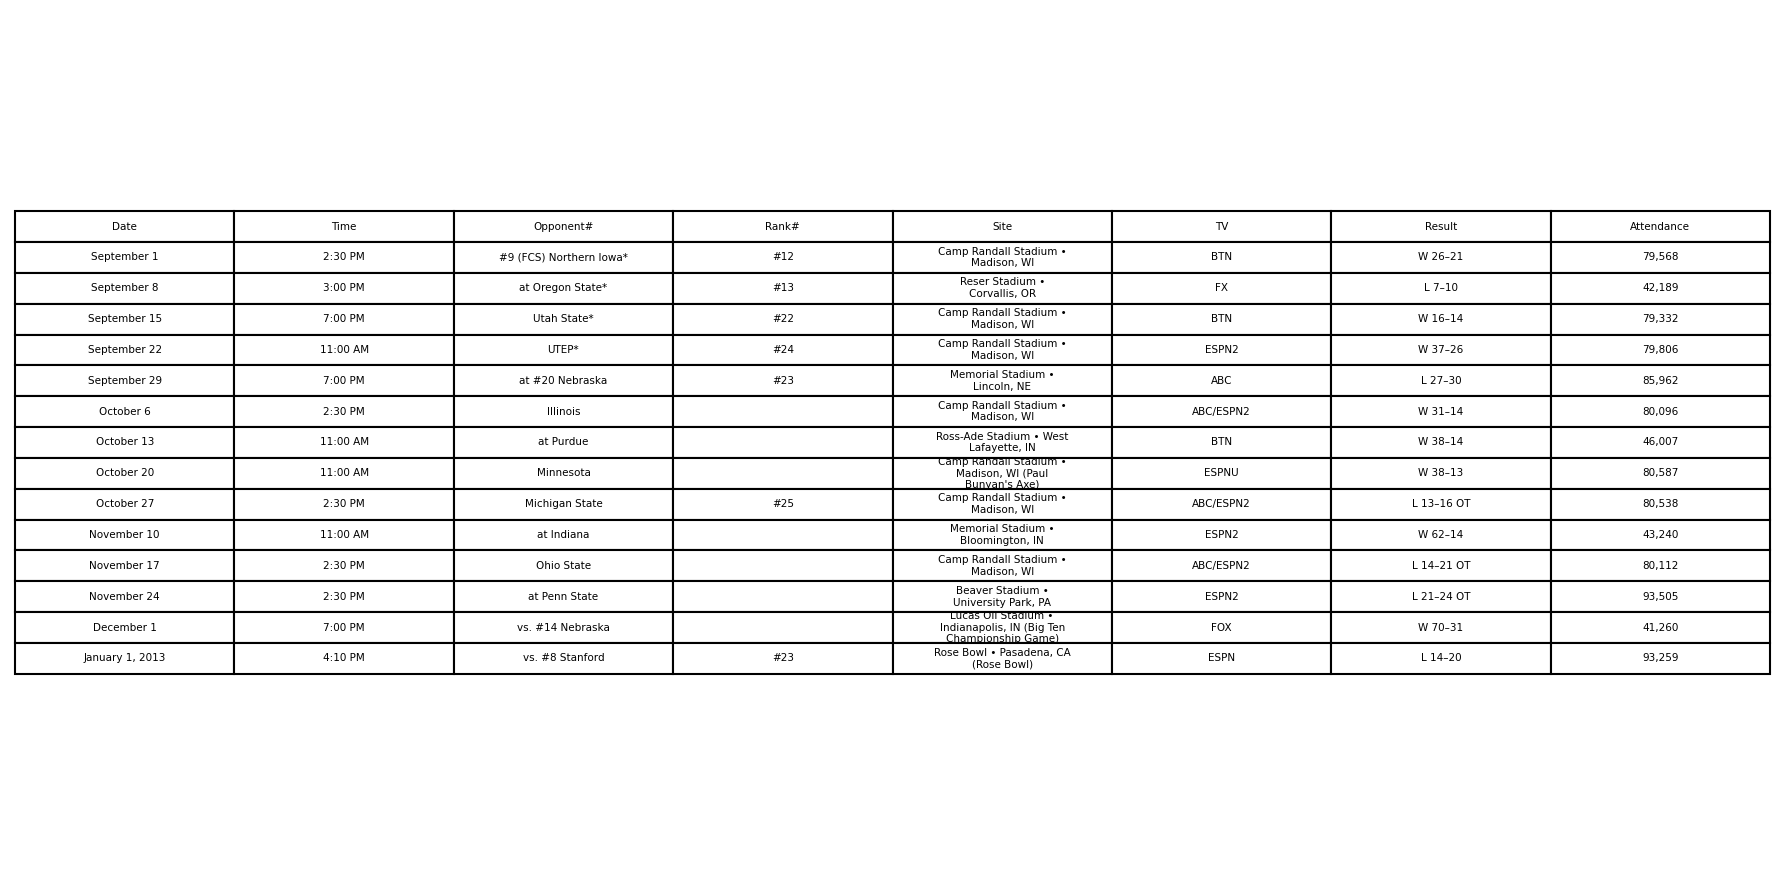 Date Time Opponent# Rank# Site TV Result Attendance
September 1 2:30 PM #9 (FCS) Northern Iowa* #12 Camp Randall Stadium • Madison, WI BTN W 26–21 79,568
September 8 3:00 PM at Oregon State* #13 Reser Stadium • Corvallis, OR FX L 7–10 42,189
September 15 7:00 PM Utah State* #22 Camp Randall Stadium • Madison, WI BTN W 16–14 79,332
September 22 11:00 AM UTEP* #24 Camp Randall Stadium • Madison, WI ESPN2 W 37–26 79,806
September 29 7:00 PM at #20 Nebraska #23 Memorial Stadium • Lincoln, NE ABC L 27–30 85,962
October 6 2:30 PM Illinois Camp Randall Stadium • Madison, WI ABC/ESPN2 W 31–14 80,096
October 13 11:00 AM at Purdue Ross-Ade Stadium • West Lafayette, IN BTN W 38–14 46,007
October 20 11:00 AM Minnesota Camp Randall Stadium • Madison, WI (Paul Bunyan's Axe) ESPNU W 38–13 80,587
October 27 2:30 PM Michigan State #25 Camp Randall Stadium • Madison, WI ABC/ESPN2 L 13–16 OT 80,538
November 10 11:00 AM at Indiana Memorial Stadium • Bloomington, IN ESPN2 W 62–14 43,240
November 17 2:30 PM Ohio State Camp Randall Stadium • Madison, WI ABC/ESPN2 L 14–21 OT 80,112
November 24 2:30 PM at Penn State Beaver Stadium • University Park, PA ESPN2 L 21–24 OT 93,505
December 1 7:00 PM vs. #14 Nebraska Lucas Oil Stadium • Indianapolis, IN (Big Ten Championship Game) FOX W 70–31 41,260
January 1, 2013 4:10 PM vs. #8 Stanford #23 Rose Bowl • Pasadena, CA (Rose Bowl) ESPN L 14–20 93,259